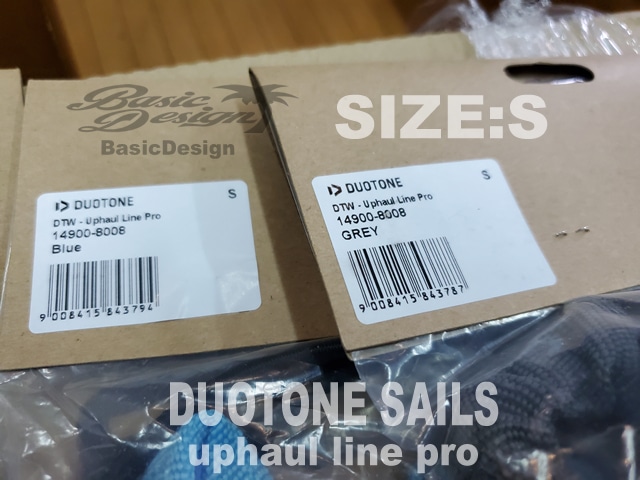 Basic
Design
BasicDesign
SIZE:S
DUOTONE
S
DTW - Uphaul Line Pro
14900-8008
Blue
9 008415 843794
DUOTONE
S
DTW - Uphaul Line Pro
14900-8008
GREY
9 008415 843787
DUOTONE SAILS
uphaul line pro